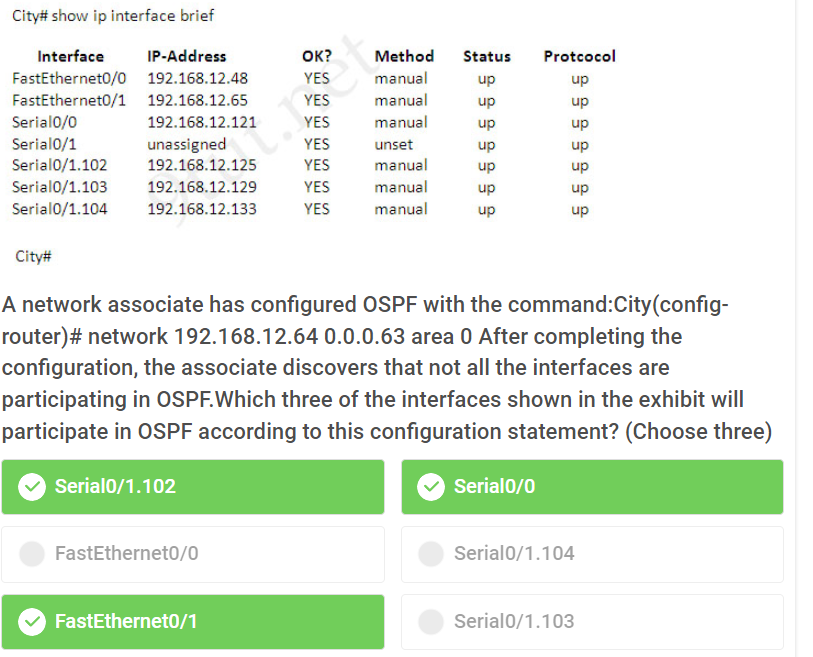 City# show ip interface brief
Interface IP-Address OK? Method Status Protcocol
FastEthernet0/0 192.168.12.48 YES manual up up
FastEthernet0/1 192.168.12.65 YES manual up up
Serial0/0 192.168.12.121 YES manual up up
Serial0/1 unassigned YES unset up up
Serial0/1.102 192.168.12.125 YES manual up up
Serial0/1.103 192.168.12.129 YES manual up up
Serial0/1.104 192.168.12.133 YES manual up up
City#
A network associate has configured OSPF with the command:City(config-
router)# network 192.168.12.64 0.0.0.63 area 0 After completing the
configuration, the associate discovers that not all the interfaces are
participating in OSPF.Which three of the interfaces shown in the exhibit will
participate in OSPF according to this configuration statement? (Choose three)
Serial0/1.102 Serial0/0
FastEthernet0/0 Serial0/1.104
FastEthernet0/1 Serial0/1.103